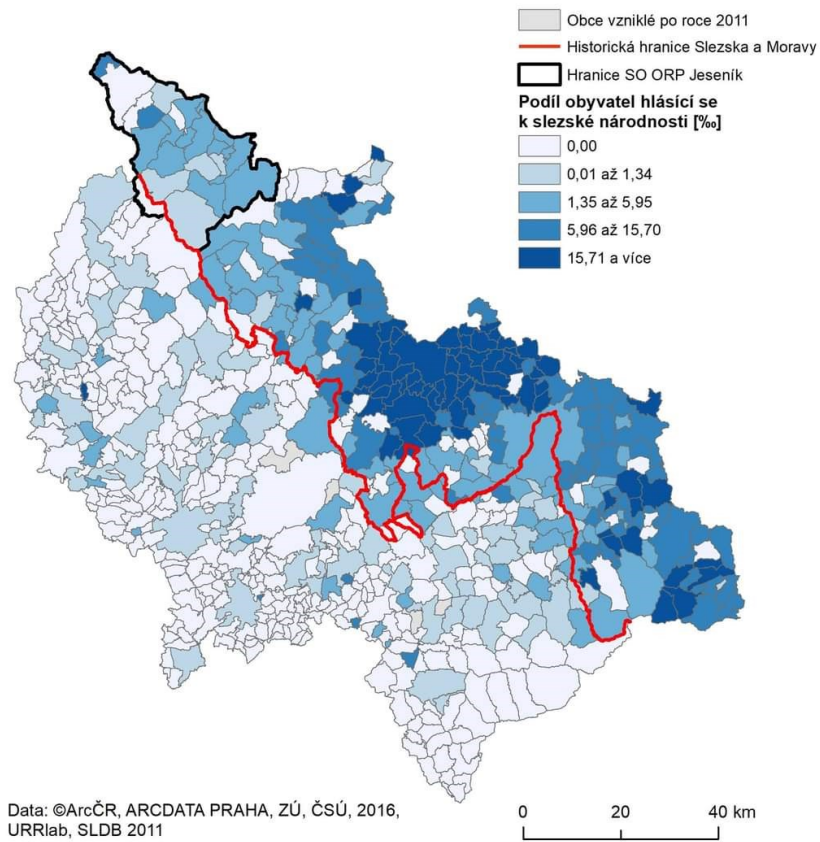 Obce vzniklé po roce 2011
Historická hranice Slezska a Moravy
Hranice SO ORP Jeseník
Podíl obyvatel hlásící se
k slezské národnosti [‰]
0,00
0,01 až 1,34
1,35 až 5,95
5,96 až 15,70
15,71 a více
Data: ©ArcČR, ARCDATA PRAHA, ZÚ, ČSÚ, 2016,
URRlab, SLDB 2011
0 20 40 km